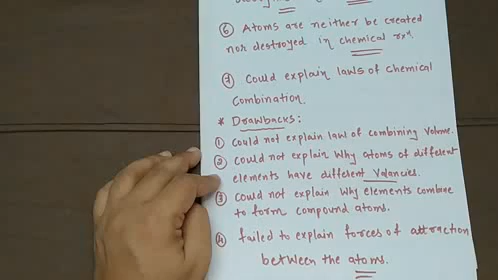 ⑥ Atoms are neither be created
nor destroyed in chemical rxn.
⑦ Could explain laws of chemical
combination.
* Drawbacks:
① Could not explain law of combining volume.
② Could not explain why atoms of different
elements have different valancies.
③ Could not explain why elements combine
to form compound atoms.
④ failed to explain forces of attraction
between the atoms.